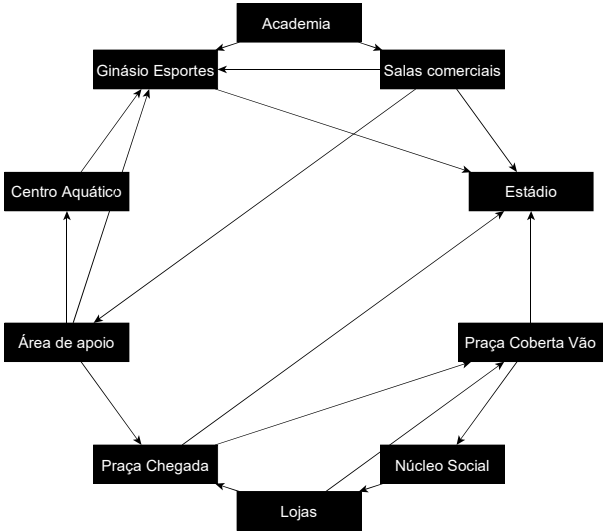 Academia
Ginásio Esportes
Salas comerciais
Centro Aquático
Estádio
Área de apoio
Praça Coberta Vão
Praça Chegada
Núcleo Social
Lojas